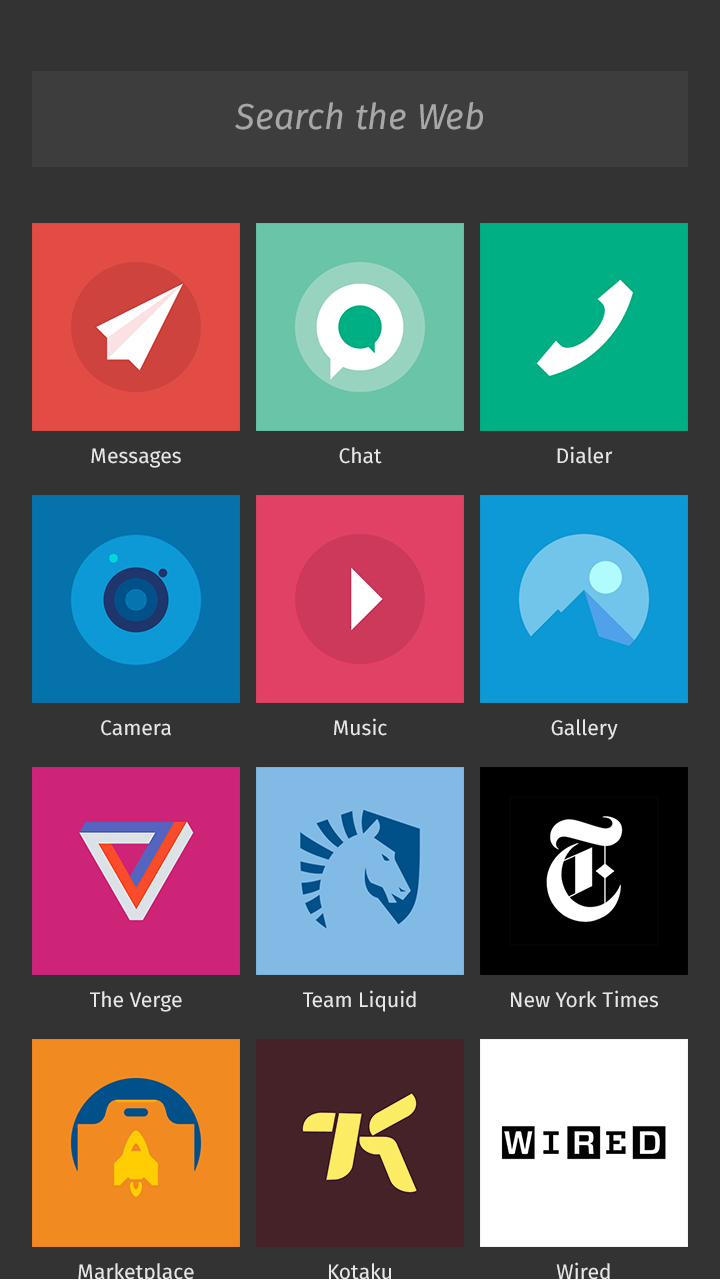 Search the Web
Messages
Chat
Dialer
Camera
Music
Gallery
The Verge
Team Liquid
New York Times
WIRED
Marketplace
Kotaku
Wired